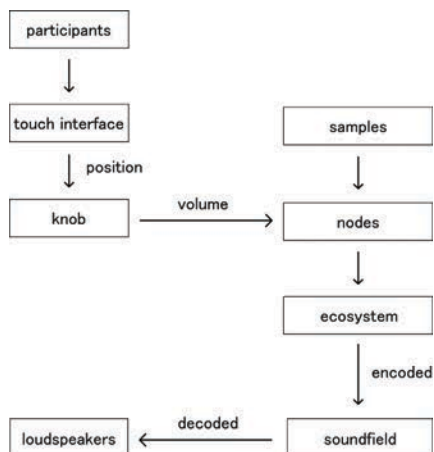 participants
touch interface
samples
position
knob
volume
nodes
ecosystem
encoded
loudspeakers
decoded
soundfield